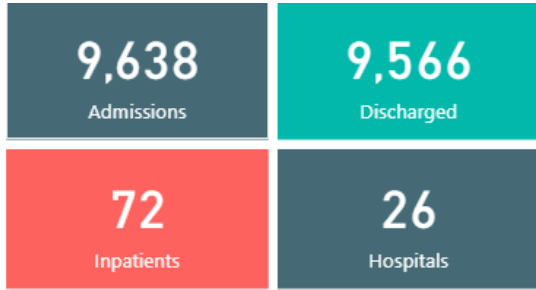 9,638
Admissions
9,566
Discharged
72
Inpatients
26
Hospitals